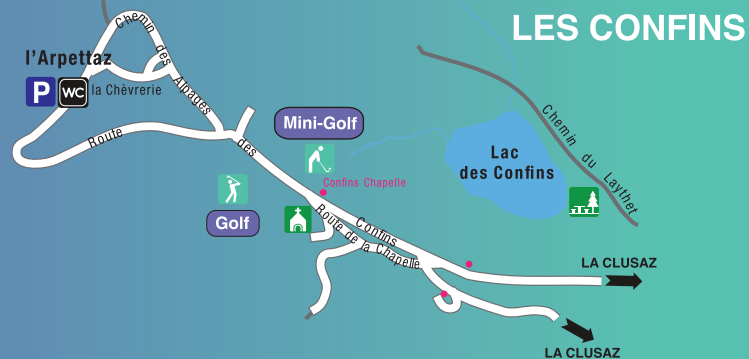 LES CONFINS
Chemin des Alpages
l'Arpettaz
P
WC
la Chèvrerie
Route des Confins
Mini-Golf
Confins Chapelle
Golf
Route de la Chapelle
Lac
des Confins
Chemin du Laythet
LA CLUSAZ
LA CLUSAZ